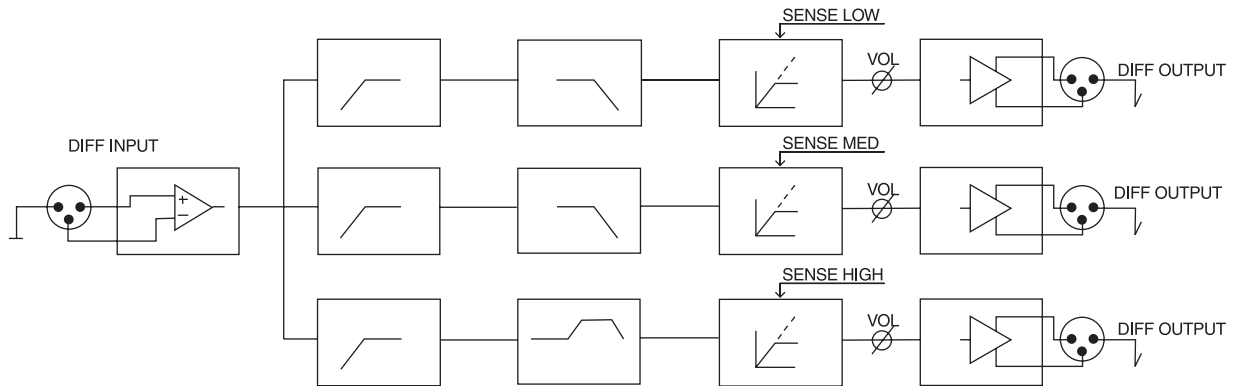 SENSE LOW
VOL
DIFF OUTPUT
DIFF INPUT
+
−
SENSE MED
VOL
DIFF OUTPUT
SENSE HIGH
VOL
DIFF OUTPUT